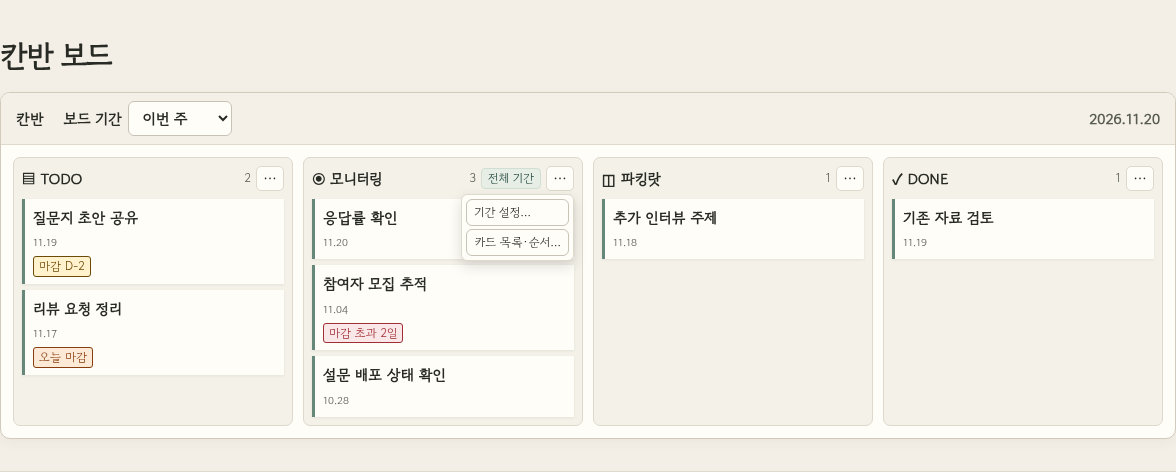 칸반 보드
칸반 보드 기간 이번 주 2026.11.20
TODO 2 ...
질문지 초안 공유
11.19
마감 D-2
리뷰 요청 정리
11.17
오늘 마감
모니터링 3 전체 기간 ...
기간 설정...
카드 목록·순서...
응답률 확인
11.20
참여자 모집 추적
11.04
마감 초과 2일
설문 배포 상태 확인
10.28
파킹랏 1 ...
추가 인터뷰 주제
11.18
DONE 1 ...
기존 자료 검토
11.19